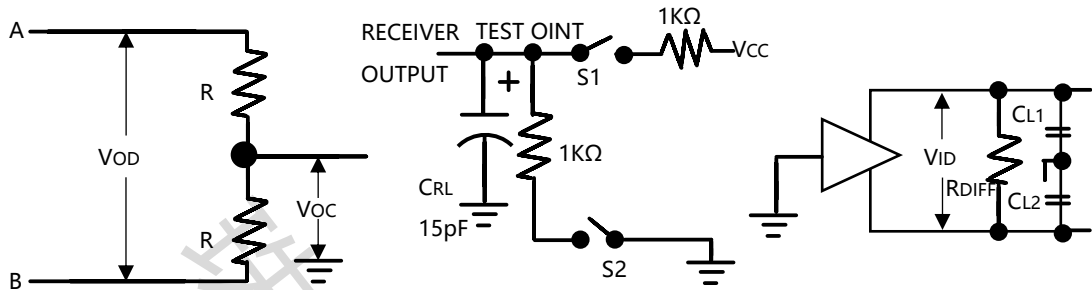 A
R
VOD
VOC
R
B
RECEIVER TEST OINT
OUTPUT
+
S1
1KΩ
VCC
1KΩ
CRL
15pF
S2
VID
RDIFF
CL1
CL2